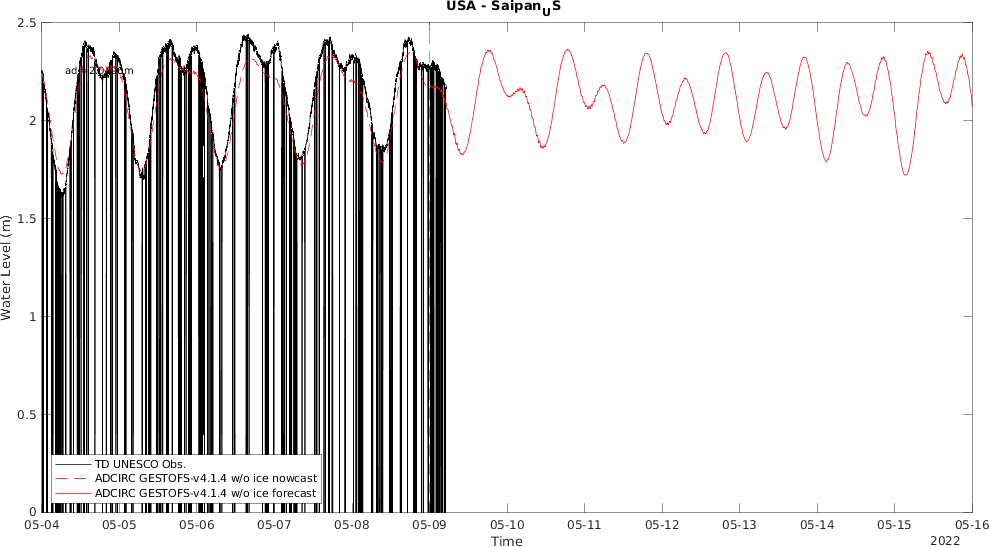 USA - Saipan_US
2.5
2
1.5
1
0.5
0
Water Level (m)
TD UNESCO Obs.
ADCIRC GESTOFS-v4.1.4 w/o ice nowcast
ADCIRC GESTOFS-v4.1.4 w/o ice forecast
05-04 05-05 05-06 05-07 05-08 05-09 05-10 05-11 05-12 05-13 05-14 05-15 05-16
Time
2022